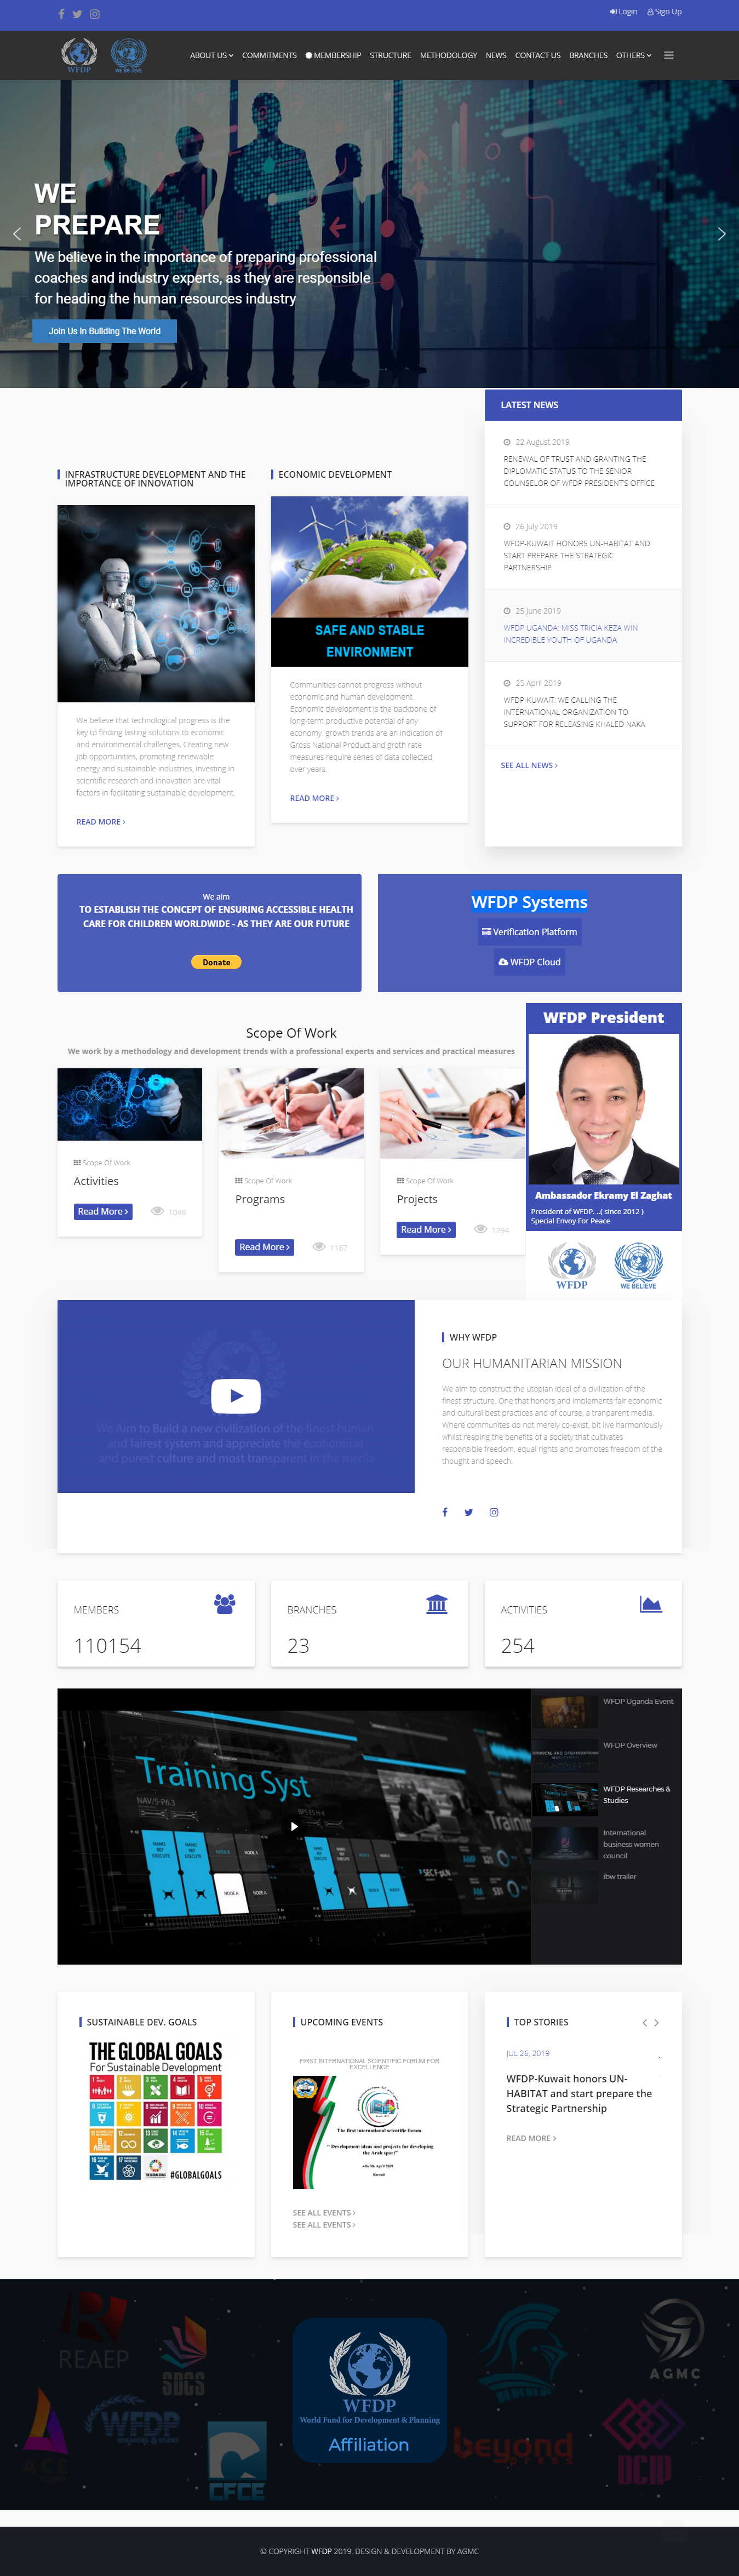 Login Sign Up
WFDP
WE BELIEVE
ABOUT US COMMITMENTS MEMBERSHIP STRUCTURE METHODOLOGY NEWS CONTACT US BRANCHES OTHERS
WE
PREPARE
We believe in the importance of preparing professional
coaches and industry experts, as they are responsible
for heading the human resources industry
Join Us In Building The World
LATEST NEWS
22 August 2019
RENEWAL OF TRUST AND GRANTING THE
DIPLOMATIC STATUS TO THE SENIOR
COUNSELOR OF WFDP PRESIDENT'S OFFICE
26 July 2019
WFDP-KUWAIT HONORS UN-HABITAT AND
START PREPARE THE STRATEGIC
PARTNERSHIP
25 June 2019
WFDP UGANDA: MISS TRICIA KEZA WIN
INCREDIBLE YOUTH OF UGANDA
25 April 2019
WFDP-KUWAIT: WE CALLING THE
INTERNATIONAL ORGANIZATION TO
SUPPORT FOR RELEASING KHALED NAKA
SEE ALL NEWS
INFRASTRUCTURE DEVELOPMENT AND THE
IMPORTANCE OF INNOVATION
We believe that technological progress is the
key to finding lasting solutions to economic
and environmental challenges, Creating new
job opportunities, promoting renewable
energy and sustainable industries, investing in
scientific research and innovation are vital
factors in facilitating sustainable development.
READ MORE
ECONOMIC DEVELOPMENT
SAFE AND STABLE
ENVIRONMENT
Communities cannot progress without
economic and human development.
Economic development is the backbone of
long-term productive potential of any
economy. growth trends are an indication of
Gross National Product and groth rate
measures require series of data collected
over years.
READ MORE
We aim
TO ESTABLISH THE CONCEPT OF ENSURING ACCESSIBLE HEALTH
CARE FOR CHILDREN WORLDWIDE - AS THEY ARE OUR FUTURE
Donate
WFDP Systems
Verification Platform
WFDP Cloud
Scope Of Work
We work by a methodology and development trends with a professional experts and services and practical measures
Scope Of Work
Activities
Read More 1048
Scope Of Work
Programs
Read More 1167
Scope Of Work
Projects
Read More 1294
WFDP President
Ambassador Ekramy El Zaghat
President of WFDP. ..( since 2012 )
Special Envoy For Peace
WFDP
WE BELIEVE
We Aim to Build a new civilization of the finest human
and fairest system and appreciate the economical
and purest culture and most transparent in the media
WHY WFDP
OUR HUMANITARIAN MISSION
We aim to construct the utopian ideal of a civilization of the
finest structure. One that honors and implements fair economic
and cultural best practices and of course, a tranparent media.
Where communites do not merely co-exist, bit live harmoniously
whilst reaping the benefits of a society that cultivates
responsible freedom, equal rights and promotes freedom of the
thought and speech.
MEMBERS
110154
BRANCHES
23
ACTIVITIES
254
Training Syst
NODE A
WFDP Uganda Event
WFDP Overview
WFDP Researches &
Studies
International
business women
council
ibw trailer
SUSTAINABLE DEV. GOALS
THE GLOBAL GOALS
For Sustainable Development
#GLOBALGOALS
UPCOMING EVENTS
FIRST INTERNATIONAL SCIENTIFIC FORUM FOR
EXCELLENCE
The first international scientific forum
" Development ideas and projects for developing
the Arab sport"
4th-5th April 2019
Kuwait
SEE ALL EVENTS
SEE ALL EVENTS
TOP STORIES
JUL 26, 2019
WFDP-Kuwait honors UN-
HABITAT and start prepare the
Strategic Partnership
READ MORE
REAEP
SDCS
ACE
WFDP
CFCE
WFDP
World Fund for Development & Planning
Affiliation
beyond
AGMC
DCIP
© COPYRIGHT WFDP 2019. DESIGN & DEVELOPMENT BY AGMC